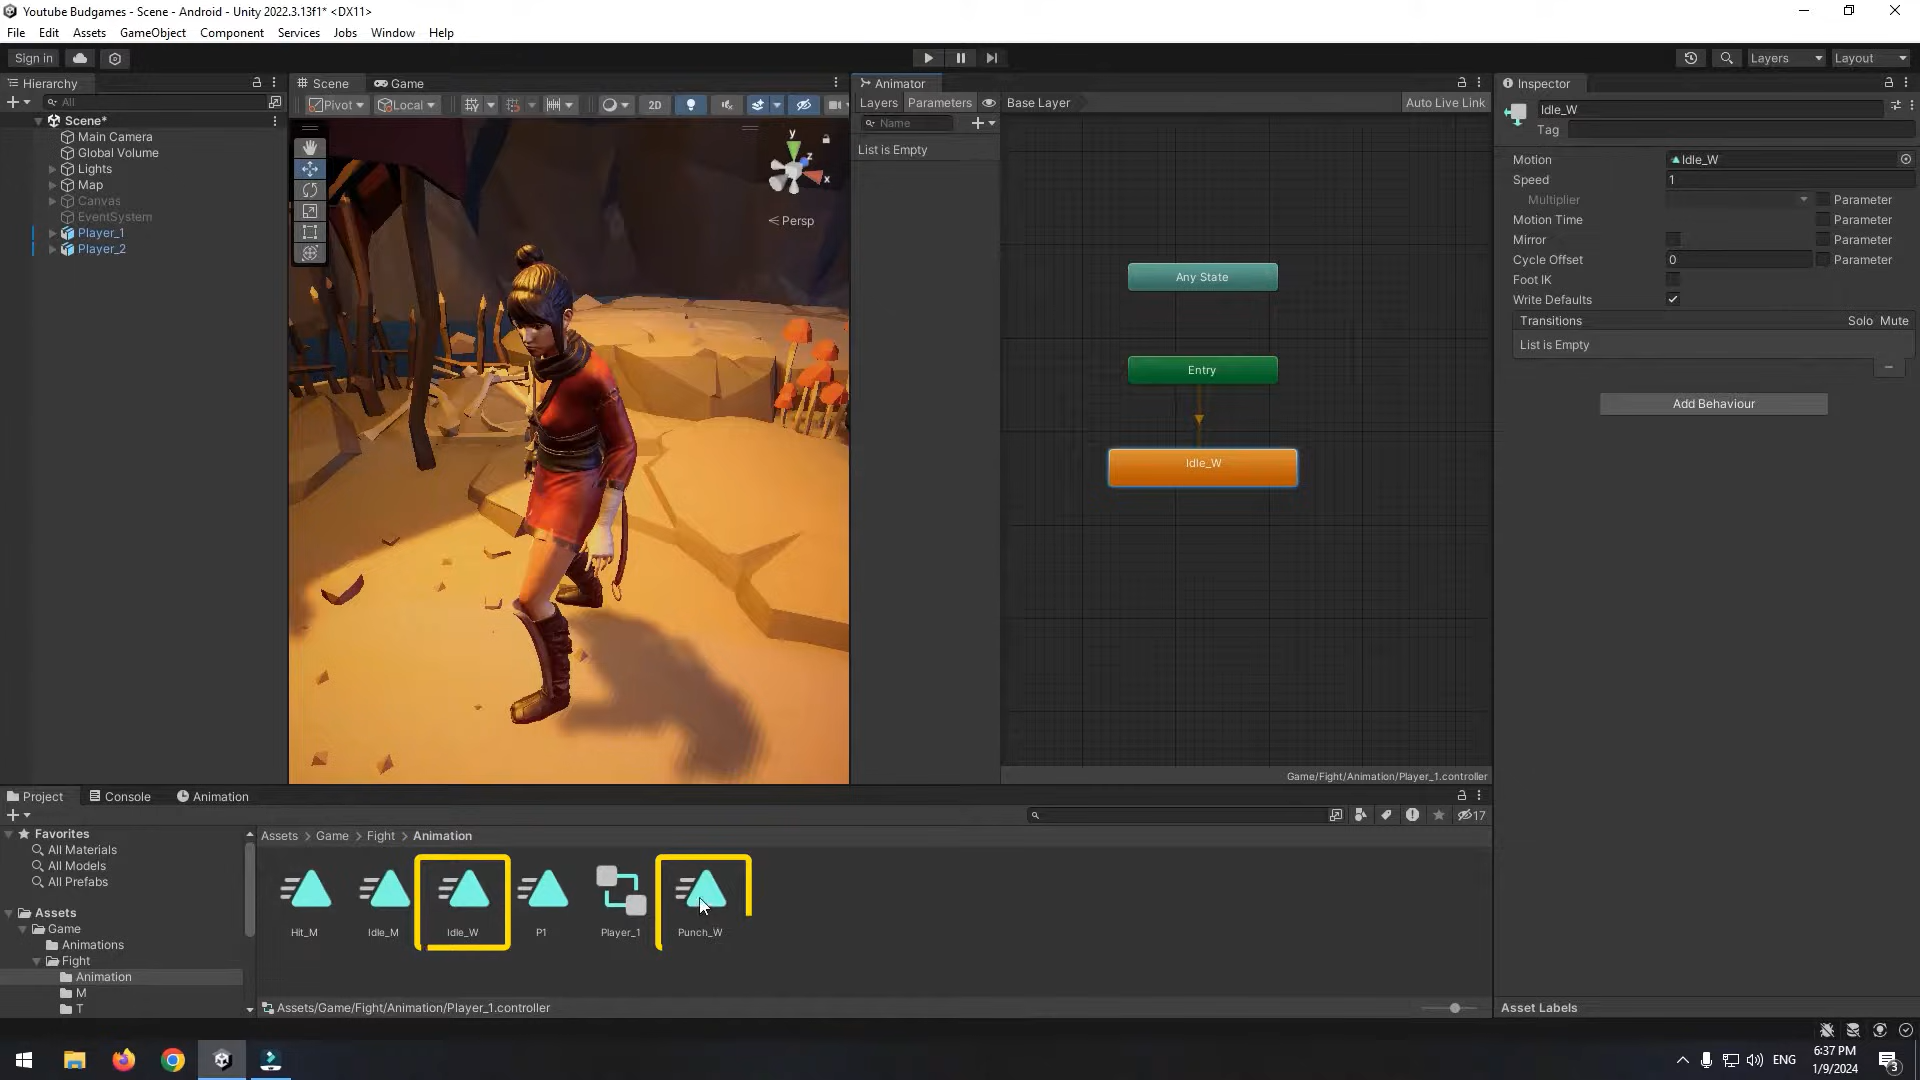 Youtube Budgames - Scene - Android - Unity 2022.3.13f1* <DX11>
File Edit Assets GameObject Component Services Jobs Window Help
Sign in
Layers
Layout
Hierarchy
All
Scene*
Main Camera
Global Volume
Lights
Map
Canvas
EventSystem
Player_1
Player_2
Scene
Game
Pivot
Local
2D
y
z
x
Persp
Animator
Layers Parameters
Base Layer
Auto Live Link
Name
List is Empty
Any State
Entry
Idle_W
Game/Fight/Animation/Player_1.controller
Inspector
Idle_W
Tag
Motion
Idle_W
Speed
1
Multiplier
Parameter
Motion Time
Parameter
Mirror
Parameter
Cycle Offset
0
Parameter
Foot IK
Write Defaults
Transitions
Solo Mute
List is Empty
Add Behaviour
Asset Labels
Project
Console
Animation
17
Favorites
All Materials
All Models
All Prefabs
Assets
Game
Animations
Fight
Animation
M
T
Assets > Game > Fight > Animation
Hit_M
Idle_M
Idle_W
P1
Player_1
Punch_W
Assets/Game/Fight/Animation/Player_1.controller
ENG
6:37 PM
1/9/2024
3